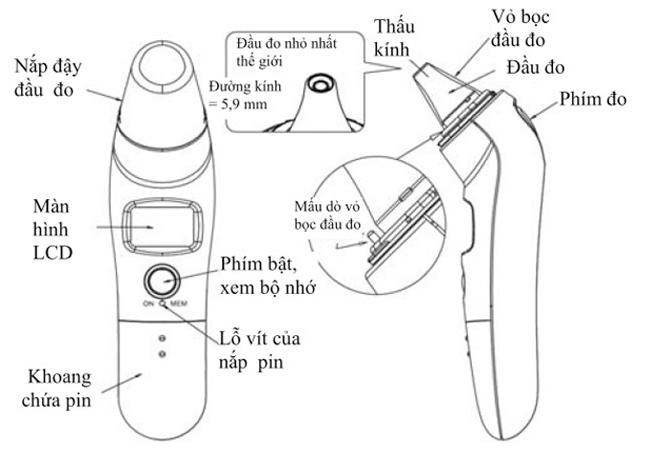 Nắp đậy
đầu đo
Đầu đo nhỏ nhất
thế giới
Đường kính
= 5,9 mm
Thấu
kính
Vỏ bọc
đầu đo
Đầu đo
Phím đo
Mấu dò vỏ
bọc đầu đo
Màn
hình
LCD
Phím bật,
xem bộ nhớ
ON MEM
Lỗ vít của
nắp pin
Khoang
chứa pin